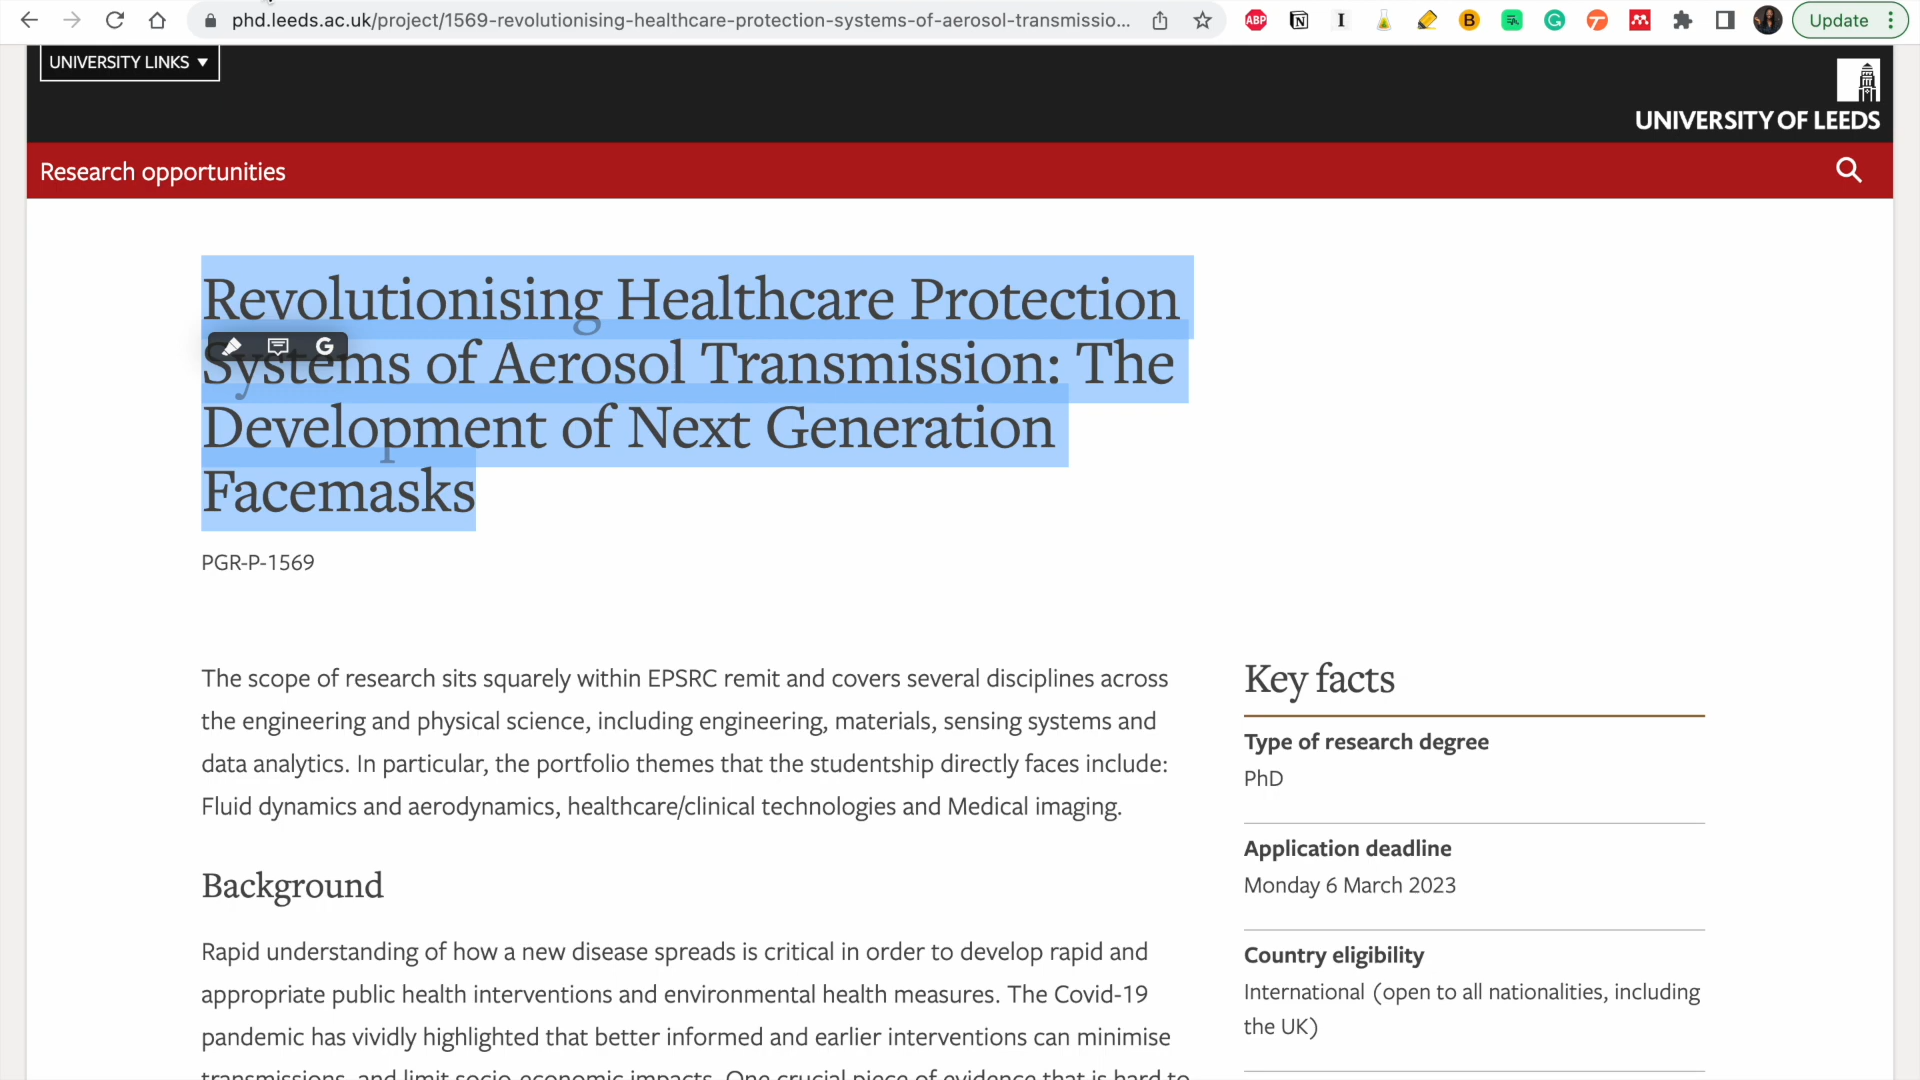 phd.leeds.ac.uk/project/1569-revolutionising-healthcare-protection-systems-of-aerosol-transmissio...
ABP
Update
UNIVERSITY LINKS ▼
UNIVERSITY OF LEEDS
Research opportunities
Revolutionising Healthcare Protection
Systems of Aerosol Transmission: The
Development of Next Generation
Facemasks
PGR-P-1569
The scope of research sits squarely within EPSRC remit and covers several disciplines across
the engineering and physical science, including engineering, materials, sensing systems and
data analytics. In particular, the portfolio themes that the studentship directly faces include:
Fluid dynamics and aerodynamics, healthcare/clinical technologies and Medical imaging.
Background
Rapid understanding of how a new disease spreads is critical in order to develop rapid and
appropriate public health interventions and environmental health measures. The Covid-19
pandemic has vividly highlighted that better informed and earlier interventions can minimise
transmissions, and limit socio-economic impacts. One crucial piece of evidence that is hard to
Key facts
Type of research degree
PhD
Application deadline
Monday 6 March 2023
Country eligibility
International (open to all nationalities, including
the UK)